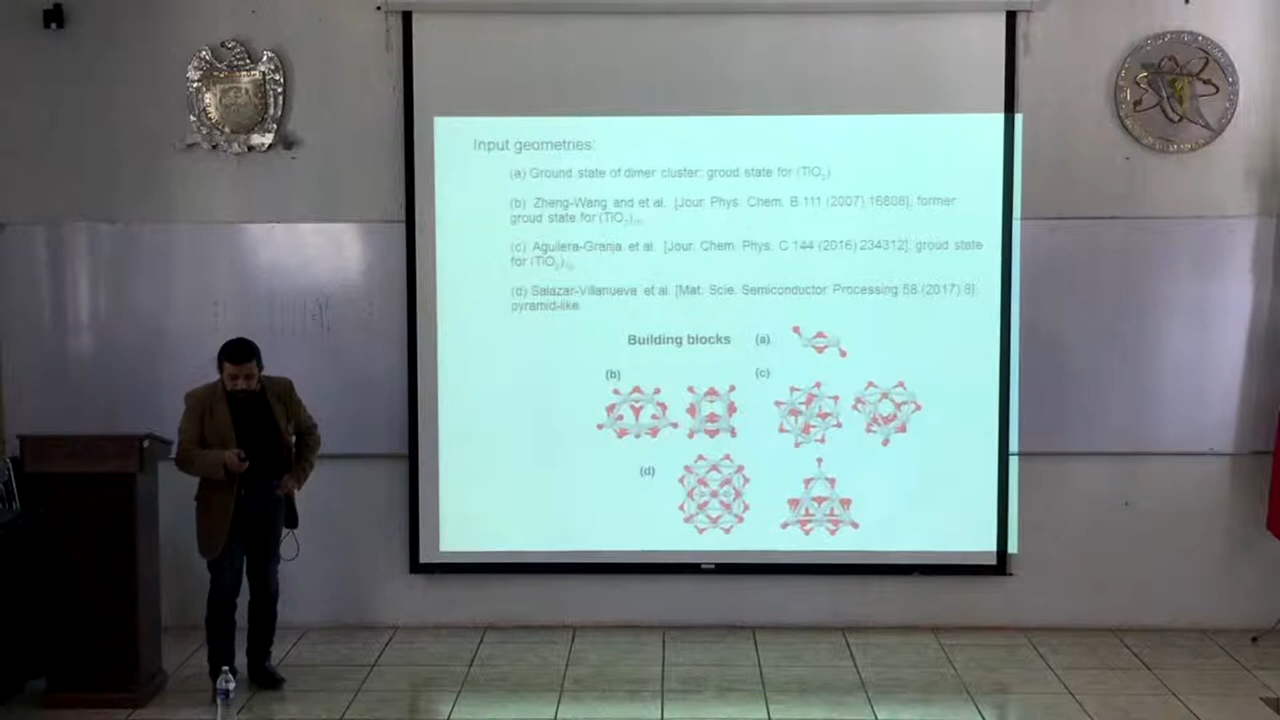 Input geometries:
(a) Ground state of dimer cluster: groud state for (TiO₂)
(b) Zheng-Wang and et al. [Jour. Phys. Chem. B 111 (2007) 16808]; former
groud state for (TiO₂)
(c) Aguilera-Granja et al. [Jour. Chem. Phys. C 144 (2016) 234312]: groud state
for (TiO₂)
(d) Salazar-Villanueva et al. [Mat. Scie. Semiconductor Processing 58 (2017) 8]:
pyramid-like
Building blocks (a)
(b) (c)
(d)